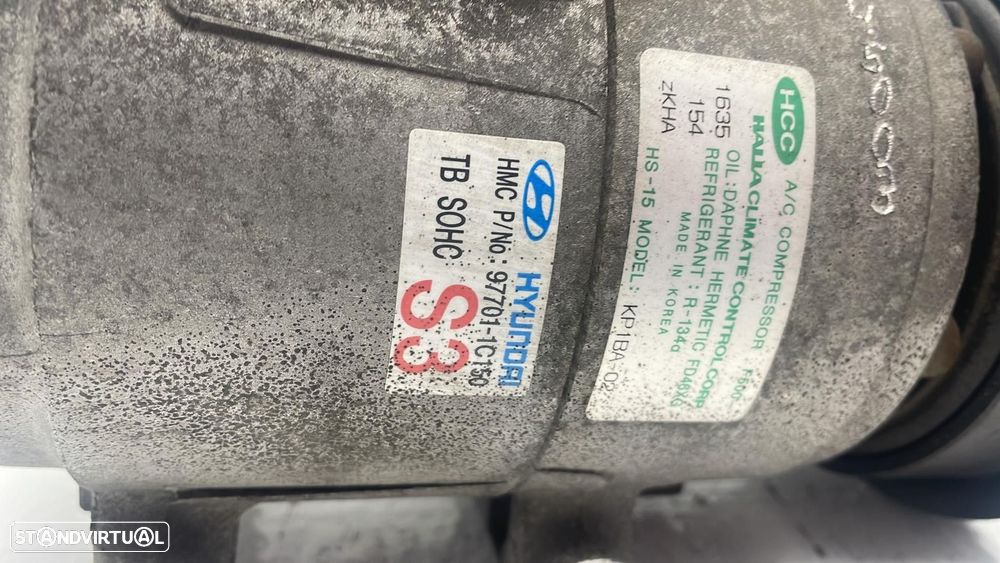 HCC A/C COMPRESSOR
HALLA CLIMATE CONTROL CORP
1635 OIL:DAPHNE HERMETIC
154 REFRIGERANT : R-134a
MADE IN KOREA
zKHA HS-15 MODEL: KP1BA-02
HYUNDAI
HMC P/No: 97701-1C150
TB SOHC S3
STANDVIRTUAL